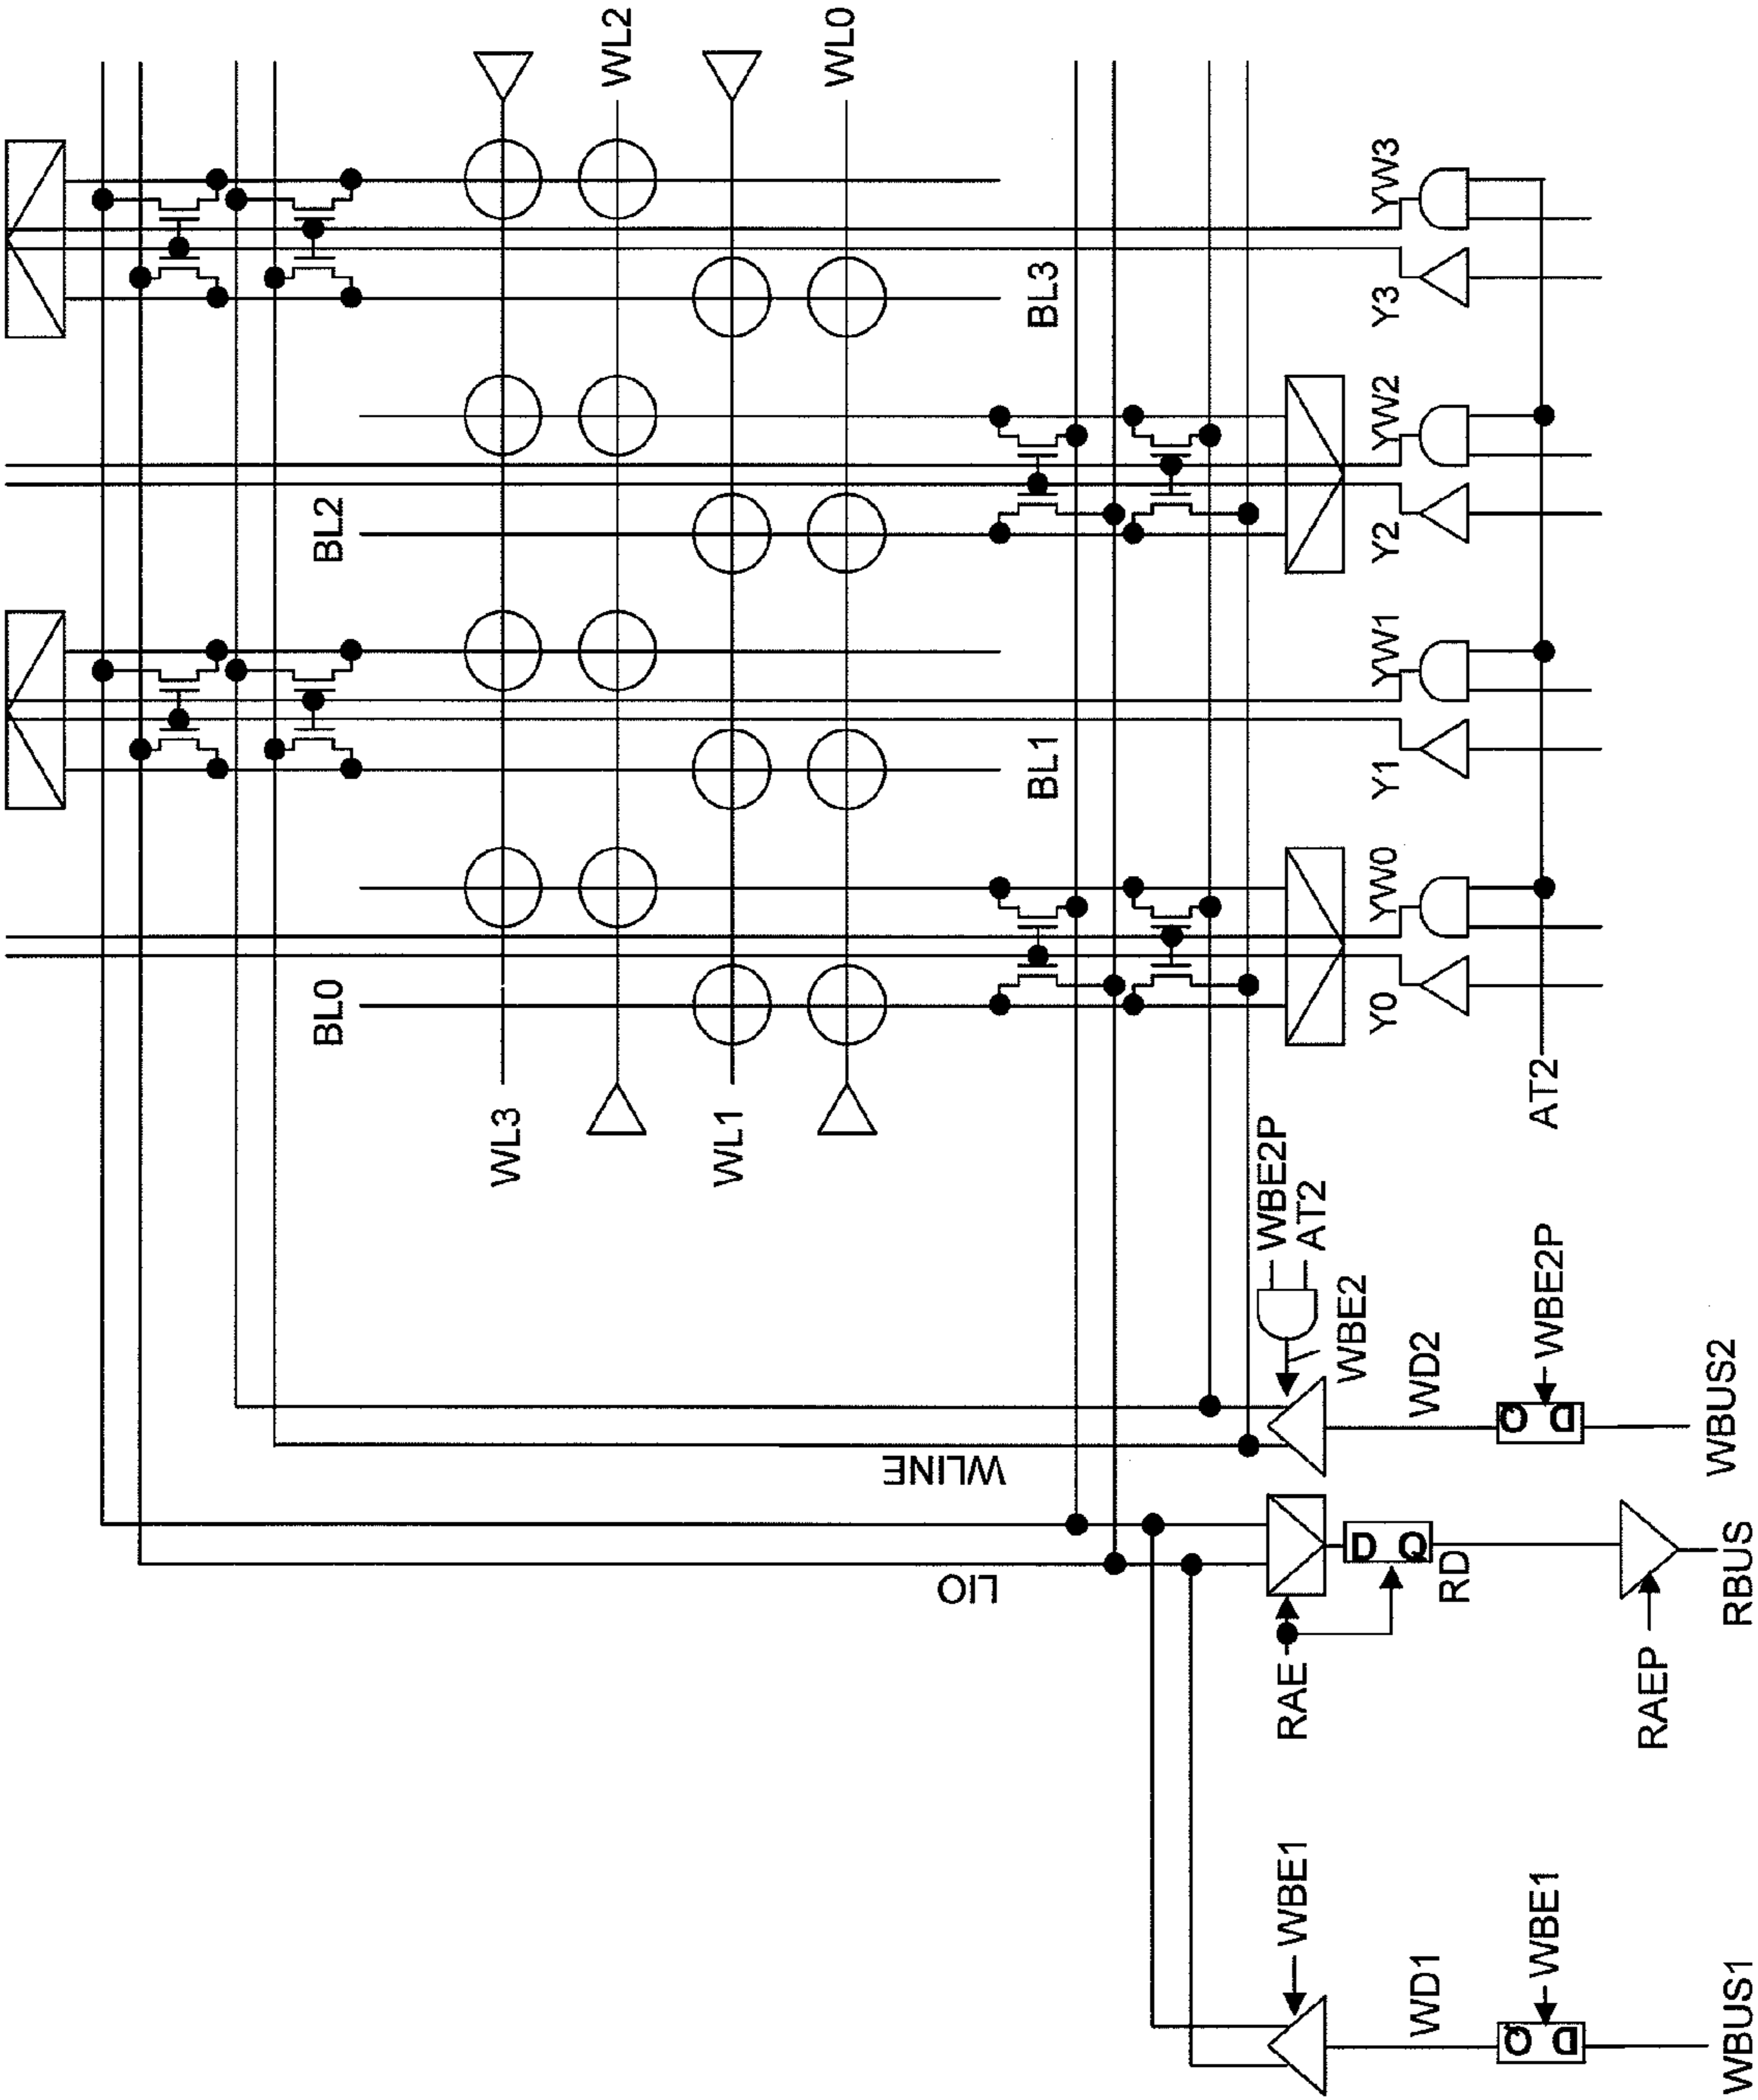 WL2
WL0
WL3
WL1
BL0
BL1
BL2
BL3
Y0
YW0
Y1
YW1
Y2
YW2
Y3
YW3
AT2
WBE2P
AT2
WBE2
WLINE
LIO
WD2
Q
D
WBE2P
WBUS2
RAE
D
Q
RD
RAEP
RBUS
WBE1
WD1
Q
D
WBE1
WBUS1